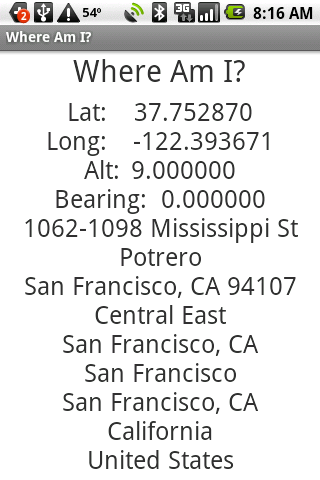 2 54° 3G 8:16 AM
Where Am I?
Where Am I?
Lat: 37.752870
Long: -122.393671
Alt: 9.000000
Bearing: 0.000000
1062-1098 Mississippi St
Potrero
San Francisco, CA 94107
Central East
San Francisco, CA
San Francisco
San Francisco, CA
California
United States